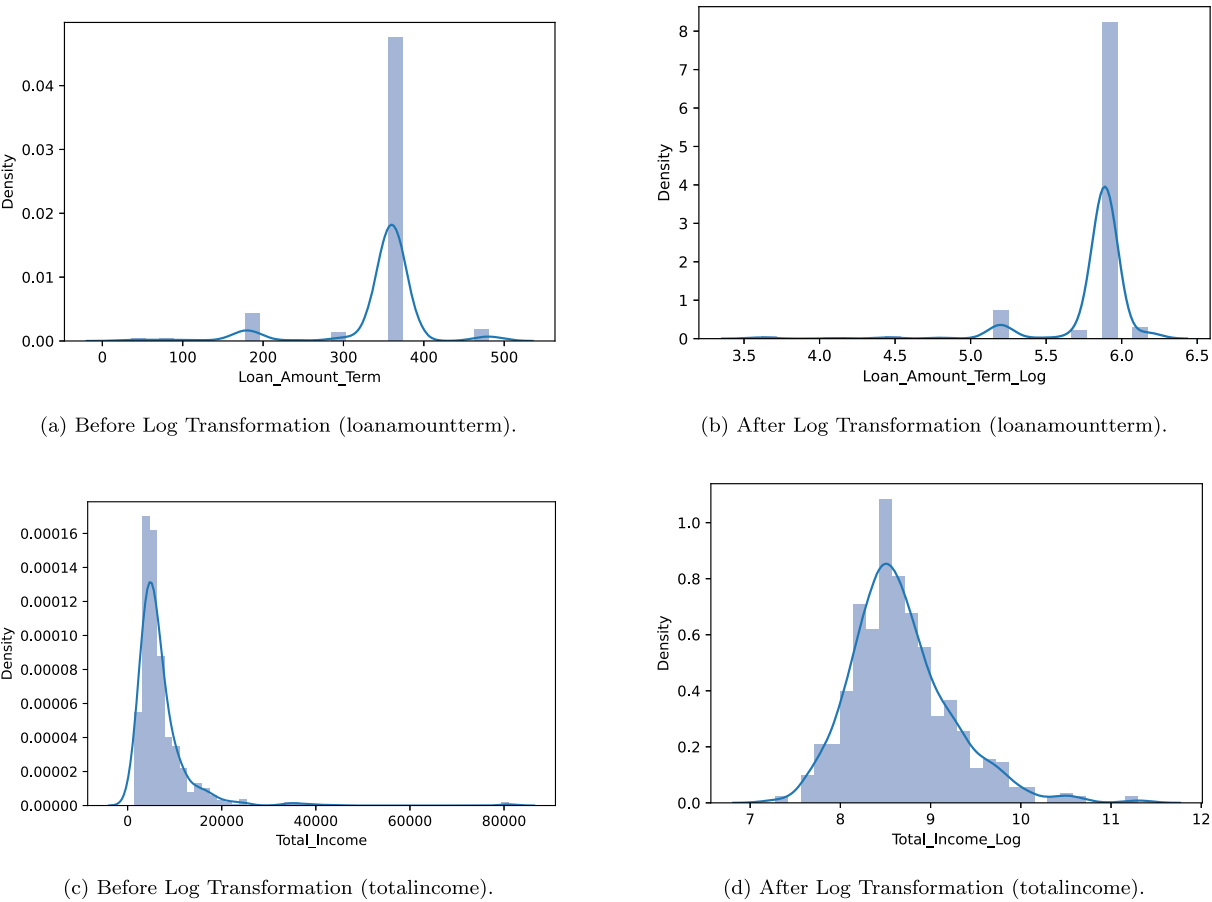 0.04
0.03
0.02
0.01
0.00
Density
0 100 200 300 400 500
Loan_Amount_Term
(a) Before Log Transformation (loanamountterm).
8
7
6
5
4
3
2
1
0
Density
3.5 4.0 4.5 5.0 5.5 6.0 6.5
Loan_Amount_Term_Log
(b) After Log Transformation (loanamountterm).
0.00016
0.00014
0.00012
0.00010
0.00008
0.00006
0.00004
0.00002
0.00000
Density
0 20000 40000 60000 80000
Total_Income
(c) Before Log Transformation (totalincome).
1.0
0.8
0.6
0.4
0.2
0.0
Density
7 8 9 10 11 12
Total_Income_Log
(d) After Log Transformation (totalincome).